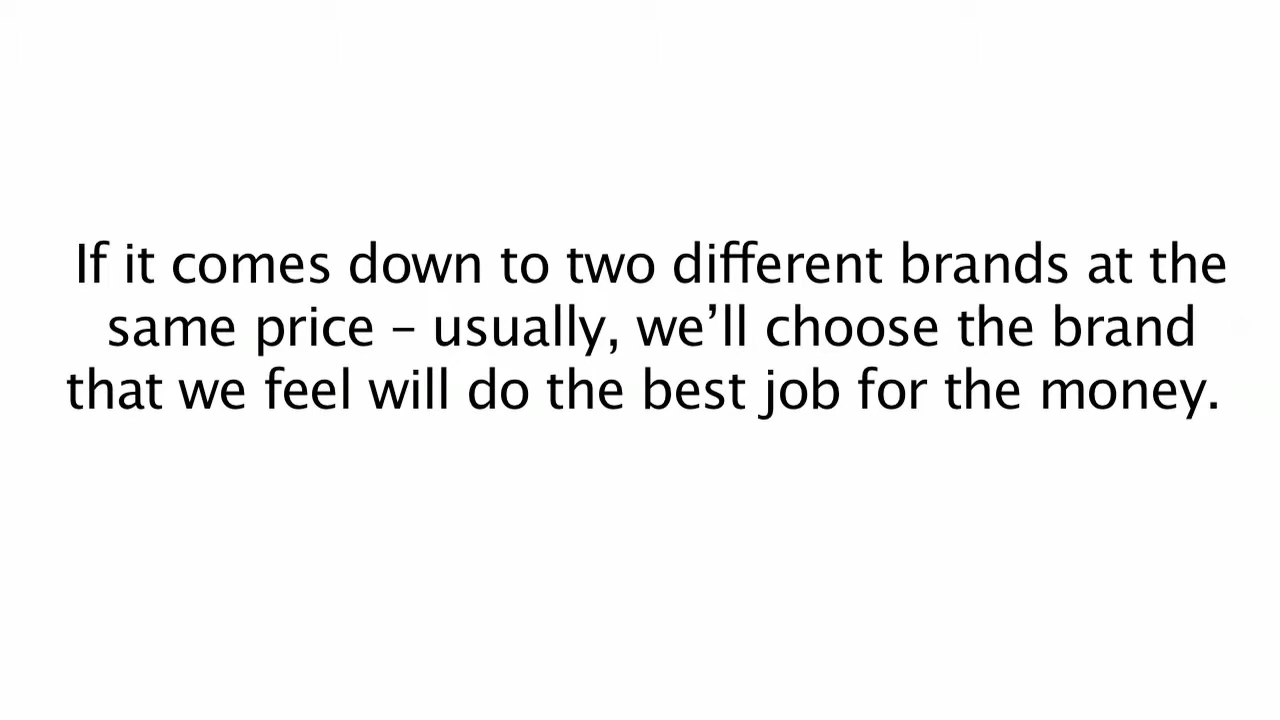 If it comes down to two different brands at the
same price – usually, we’ll choose the brand
that we feel will do the best job for the money.